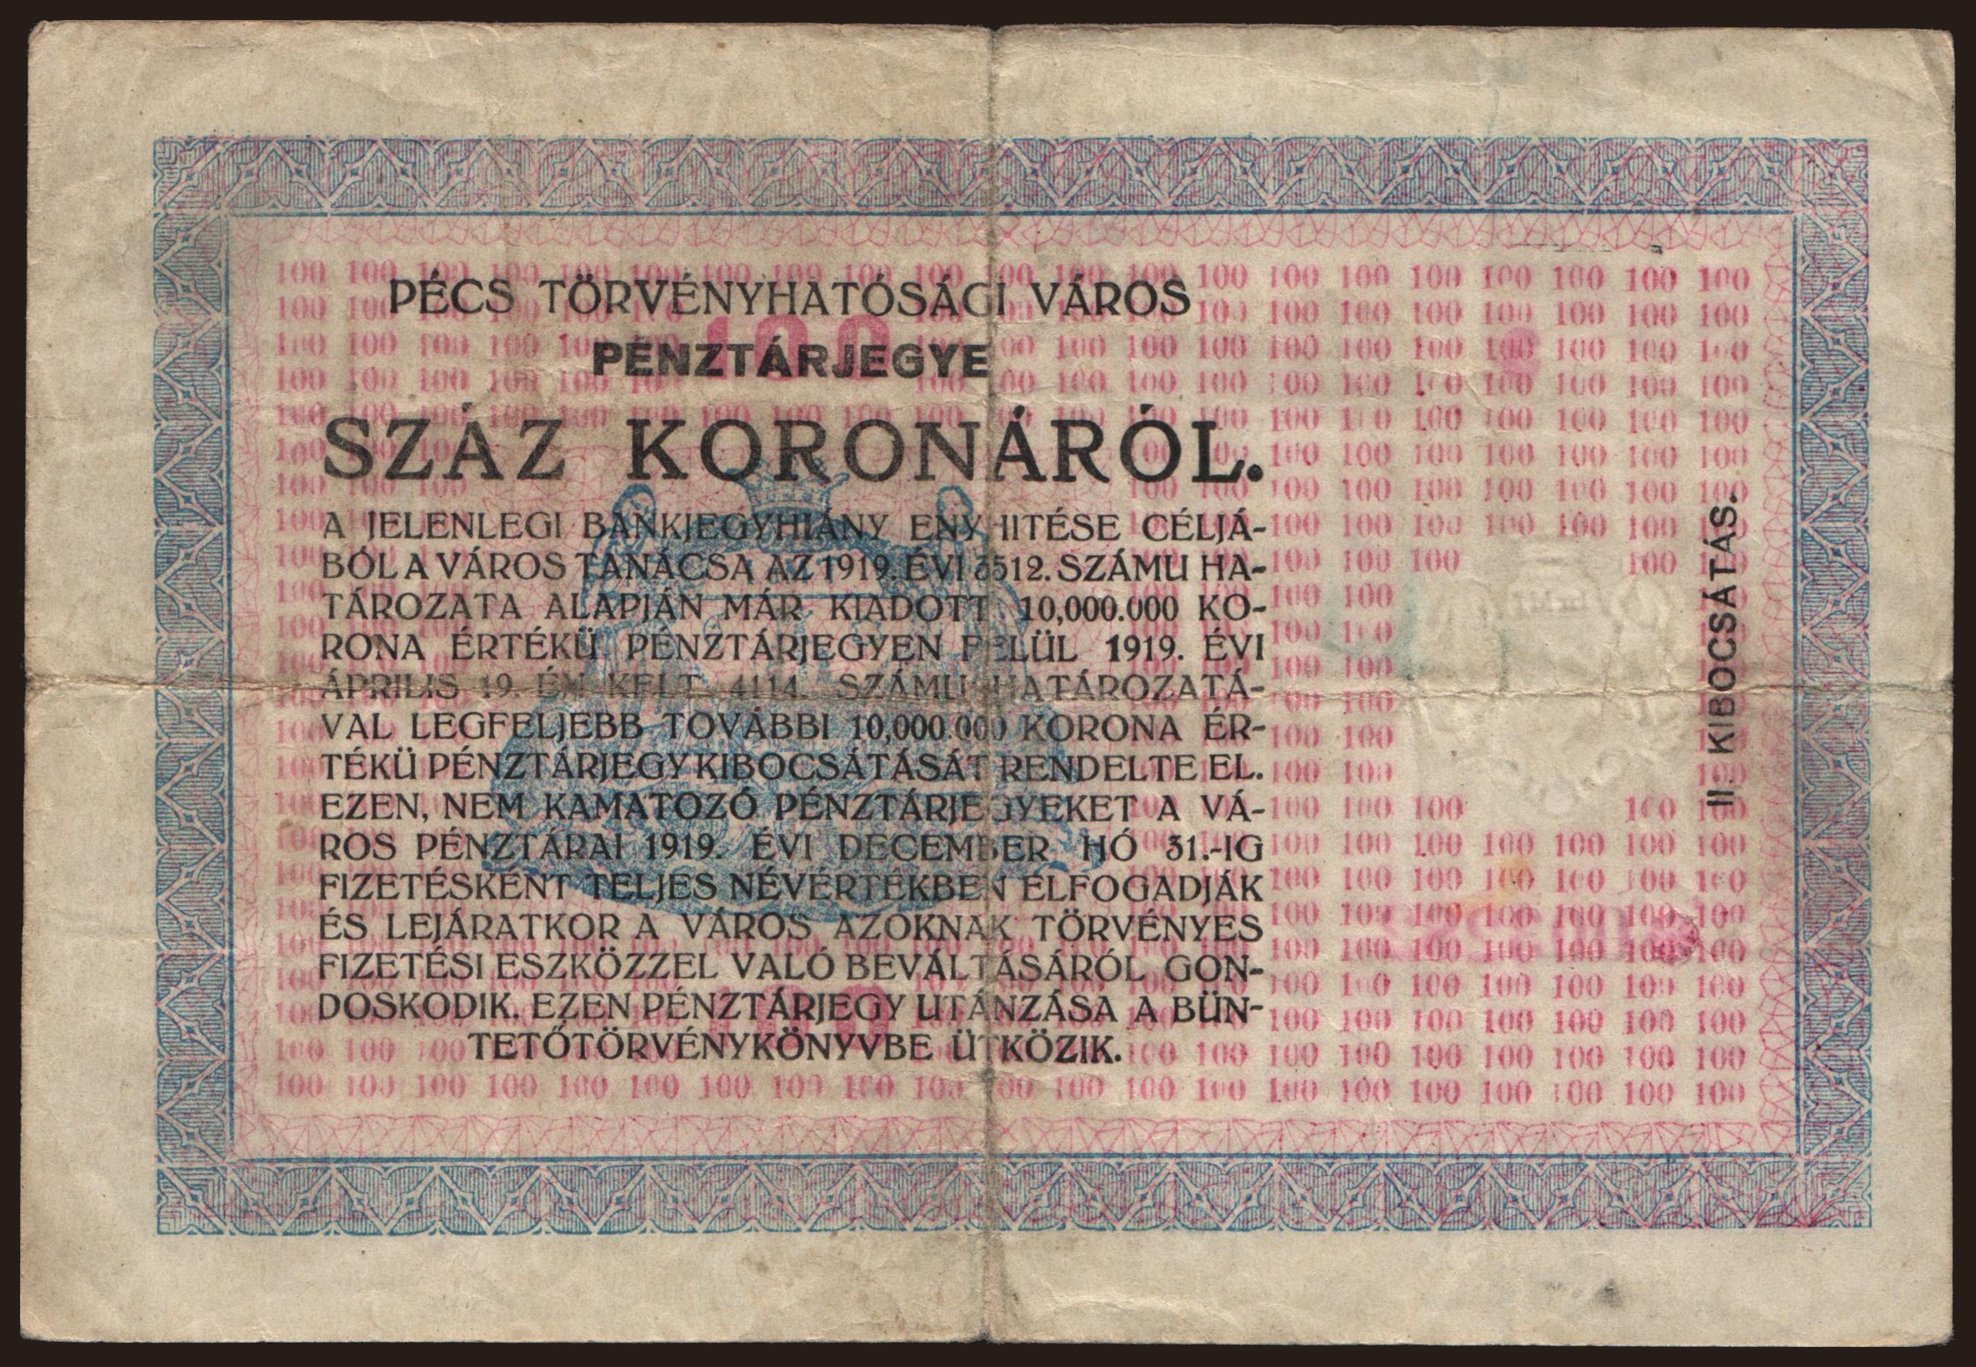 PÉCS TÖRVÉNYHATÓSÁGI VÁROS
PÉNZTÁRJEGYE
SZÁZ KORONÁRÓL.
A JELENLEGI BANKJEGYHIÁNY ENYHITÉSE CÉLJÁ-
BÓL A VÁROS TANÁCSA AZ 1919. ÉVI 3512. SZÁMU HA-
TÁROZATA ALAPJÁN MÁR KIADOTT 10,000.000 KO-
RONA ÉRTÉKÜ PÉNZTÁRJEGYEN FELÜL 1919. ÉVI
ÁPRILIS 19. ÉN KELT 4114. SZÁMU HATÁROZATÁ-
VAL LEGFELJEBB TOVÁBBI 10,000.000 KORONA ÉR-
TÉKÜ PÉNZTÁRJEGY KIBOCSÁTÁSÁT RENDELTE EL.
EZEN, NEM KAMATOZÓ PÉNZTÁRJEGYEKET A VÁ-
ROS PÉNZTÁRAI 1919. ÉVI DECEMBER HÓ 31.-IG
FIZETÉSKÉNT TELJES NÉVÉRTÉKBEN ELFOGADJÁK
ÉS LEJÁRATKOR A VÁROS AZOKNAK TÖRVÉNYES
FIZETÉSI ESZKÖZZEL VALÓ BEVÁLTÁSÁRÓL GON-
DOSKODIK. EZEN PÉNZTÁRJEGY UTÁNZÁSA A BÜN-
TETŐTÖRVÉNYKÖNYVBE ÜTKÖZIK.
II. KIBOCSÁTÁS.
100
100